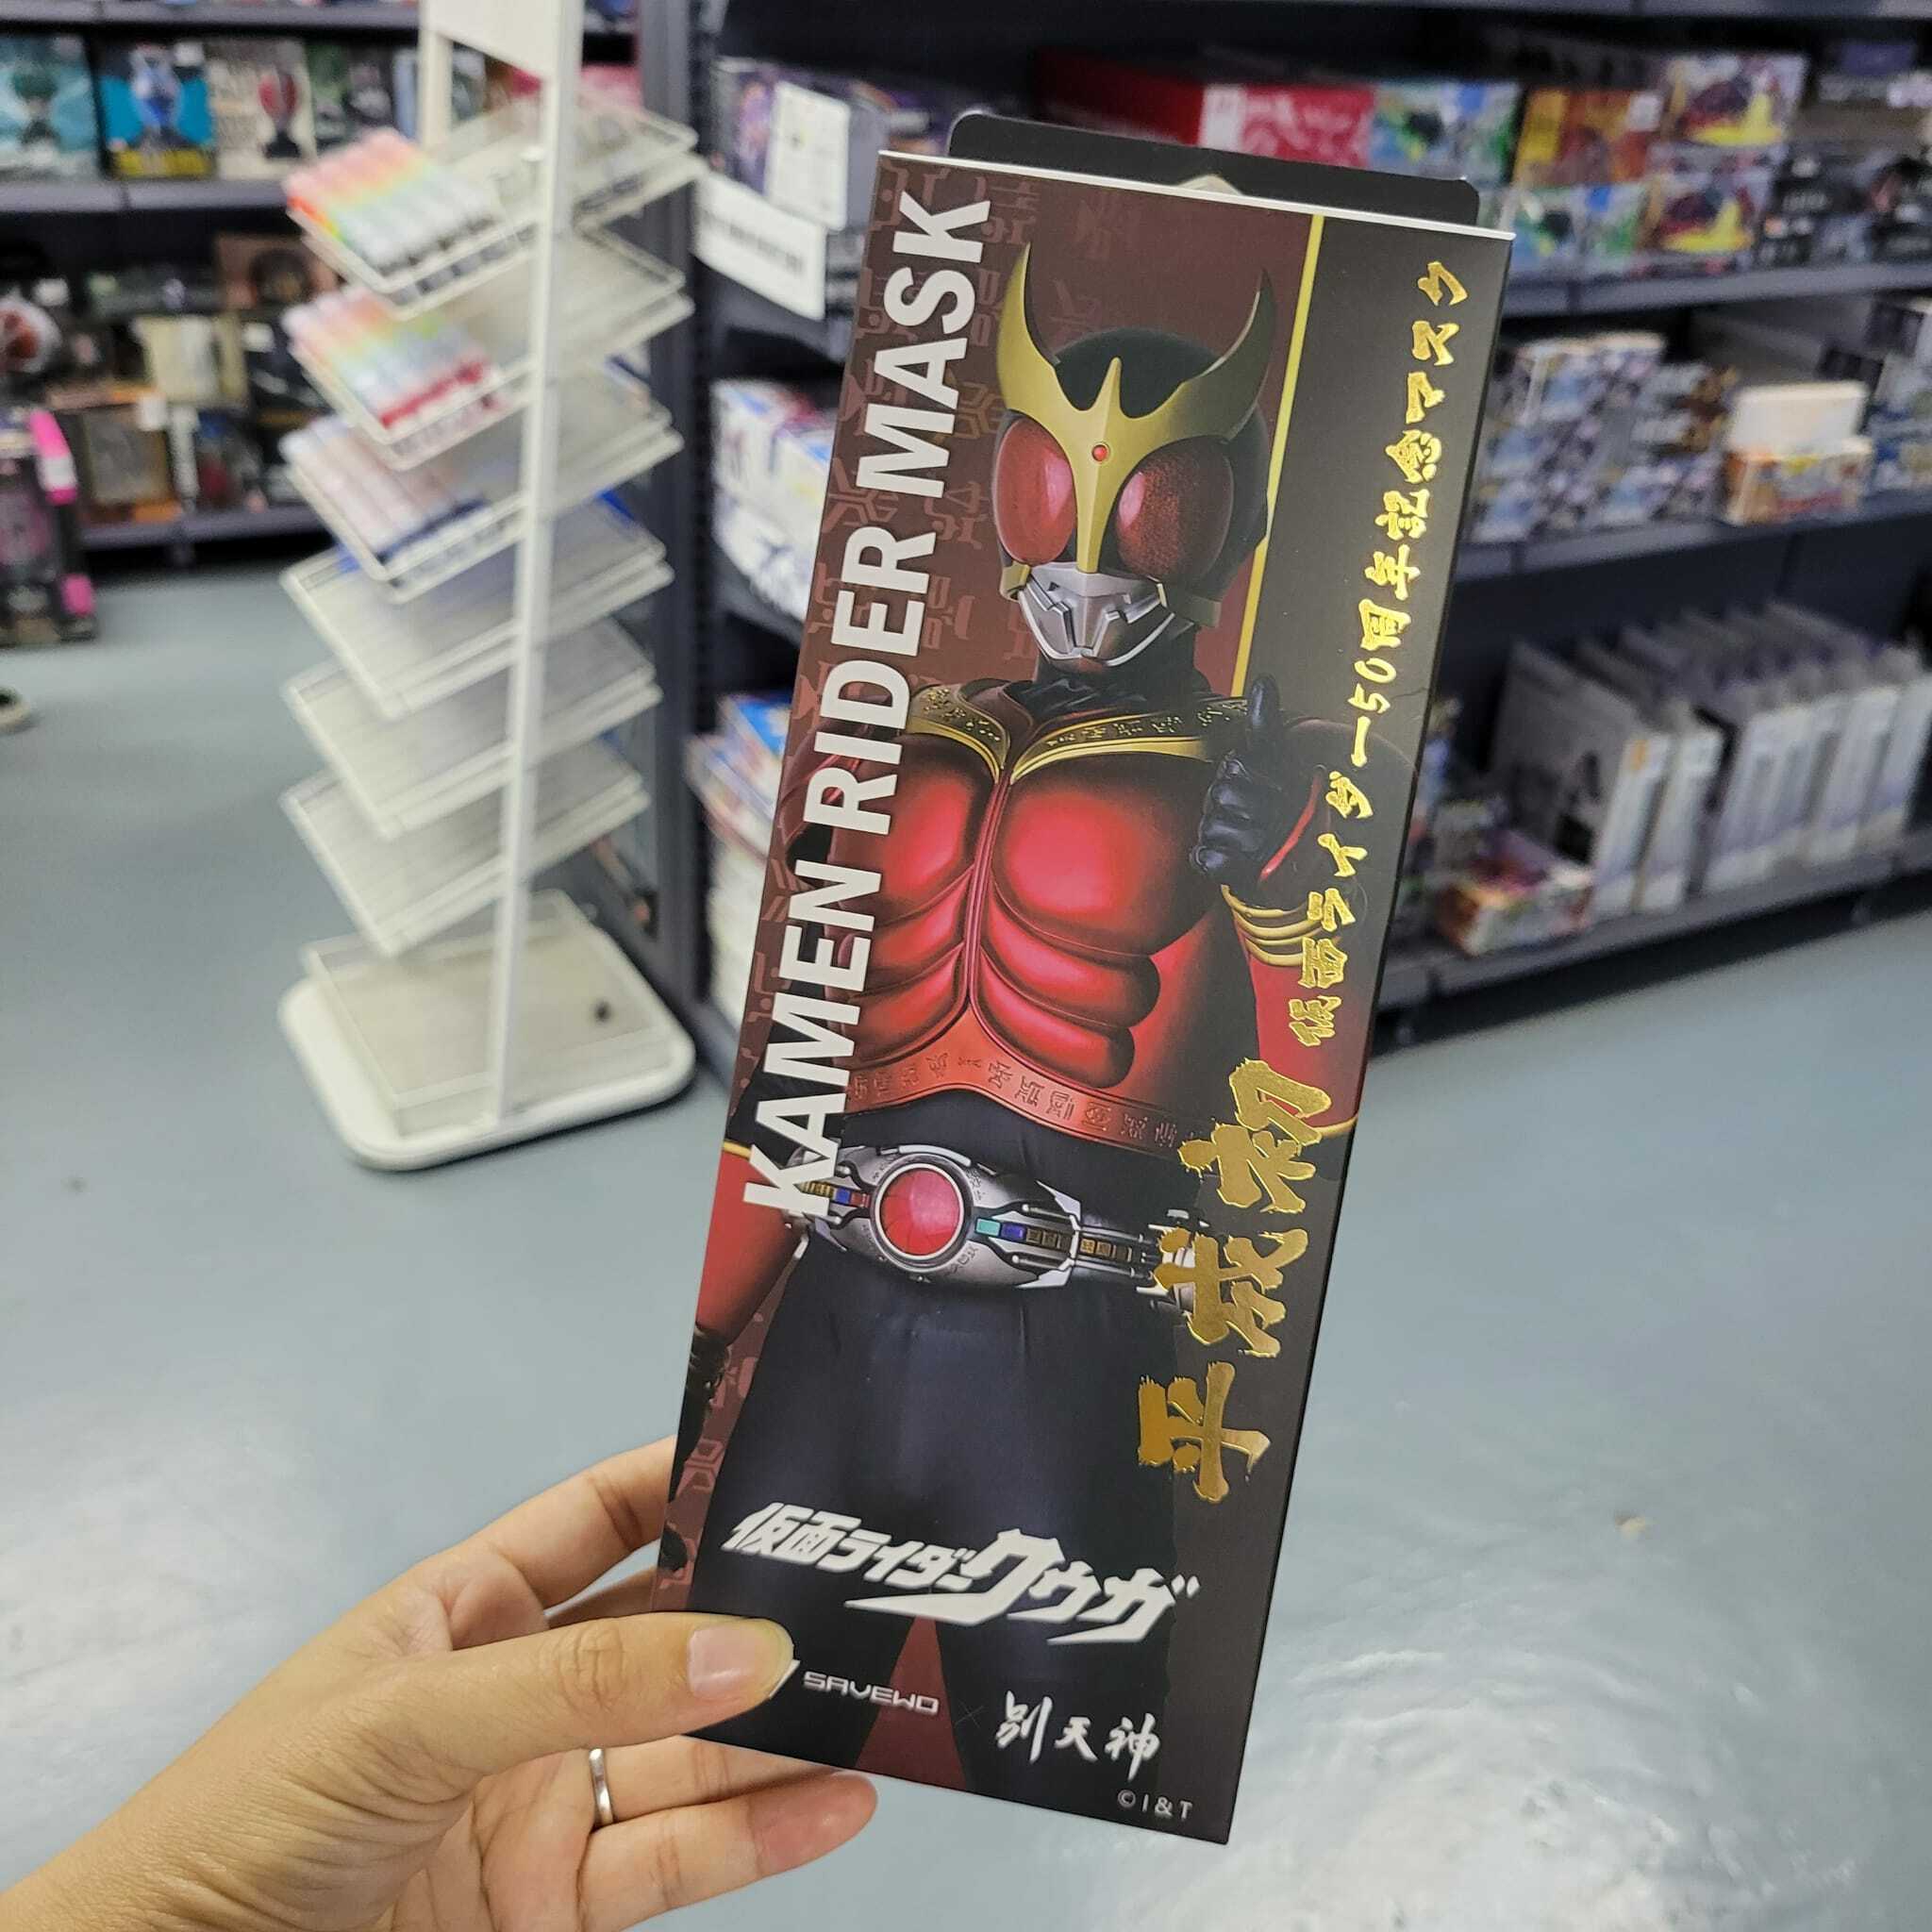 KAMEN RIDER MASK
仮面ライダー50周年記念マスク
平成初
仮面ライダークウガ
SAVEWO × 別天神
©I&T